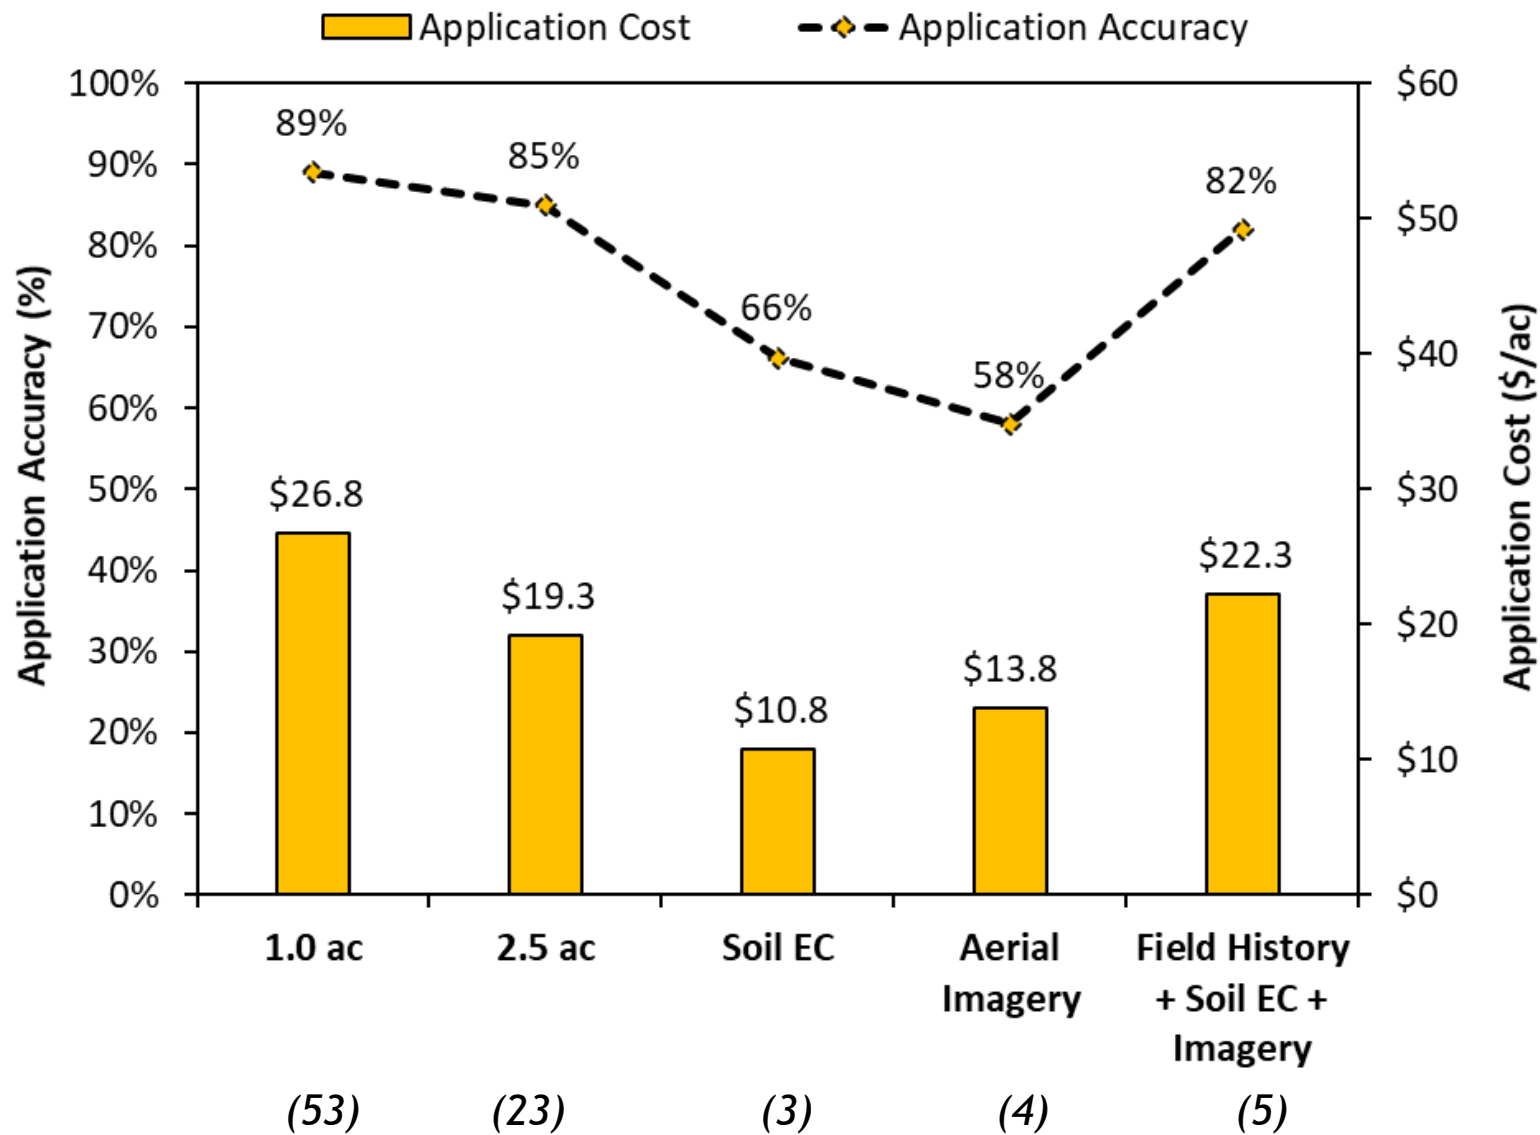 Application Cost
Application Accuracy
100%
90%
80%
70%
60%
50%
40%
30%
20%
10%
0%
Application Accuracy (%)
$60
$50
$40
$30
$20
$10
$0
Application Cost ($/ac)
89%
85%
66%
58%
82%
$26.8
$19.3
$10.8
$13.8
$22.3
1.0 ac
2.5 ac
Soil EC
Aerial
Imagery
Field History
+ Soil EC +
Imagery
(53)
(23)
(3)
(4)
(5)